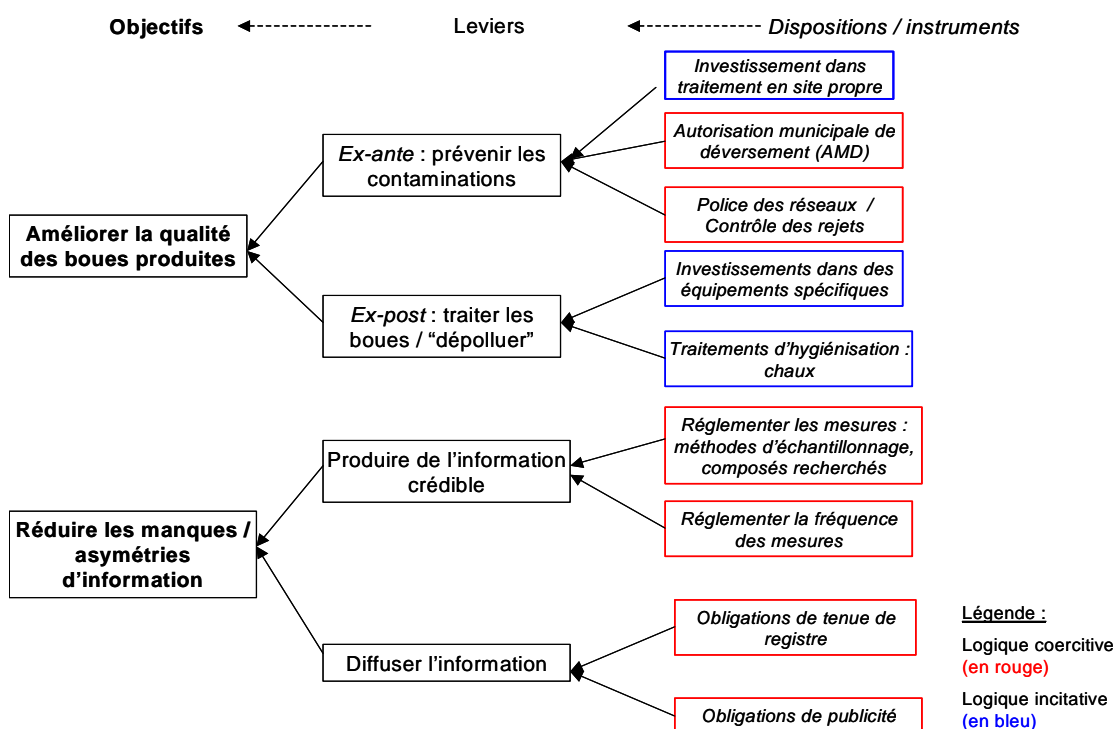 Objectifs
Leviers
Dispositions / instruments
Investissement dans
traitement en site propre
Autorisation municipale de
déversement (AMD)
Ex-ante : prévenir les
contaminations
Police des réseaux /
Contrôle des rejets
Améliorer la qualité
des boues produites
Investissements dans des
équipements spécifiques
Ex-post : traiter les
boues / “dépolluer”
Traitements d’hygiénisation :
chaux
Réglementer les mesures :
méthodes d’échantillonnage,
composés recherchés
Produire de l’information
crédible
Réglementer la fréquence
des mesures
Réduire les manques /
asymétries
d’information
Obligations de tenue de
registre
Diffuser l’information
Obligations de publicité
Légende :
Logique coercitive
(en rouge)
Logique incitative
(en bleu)